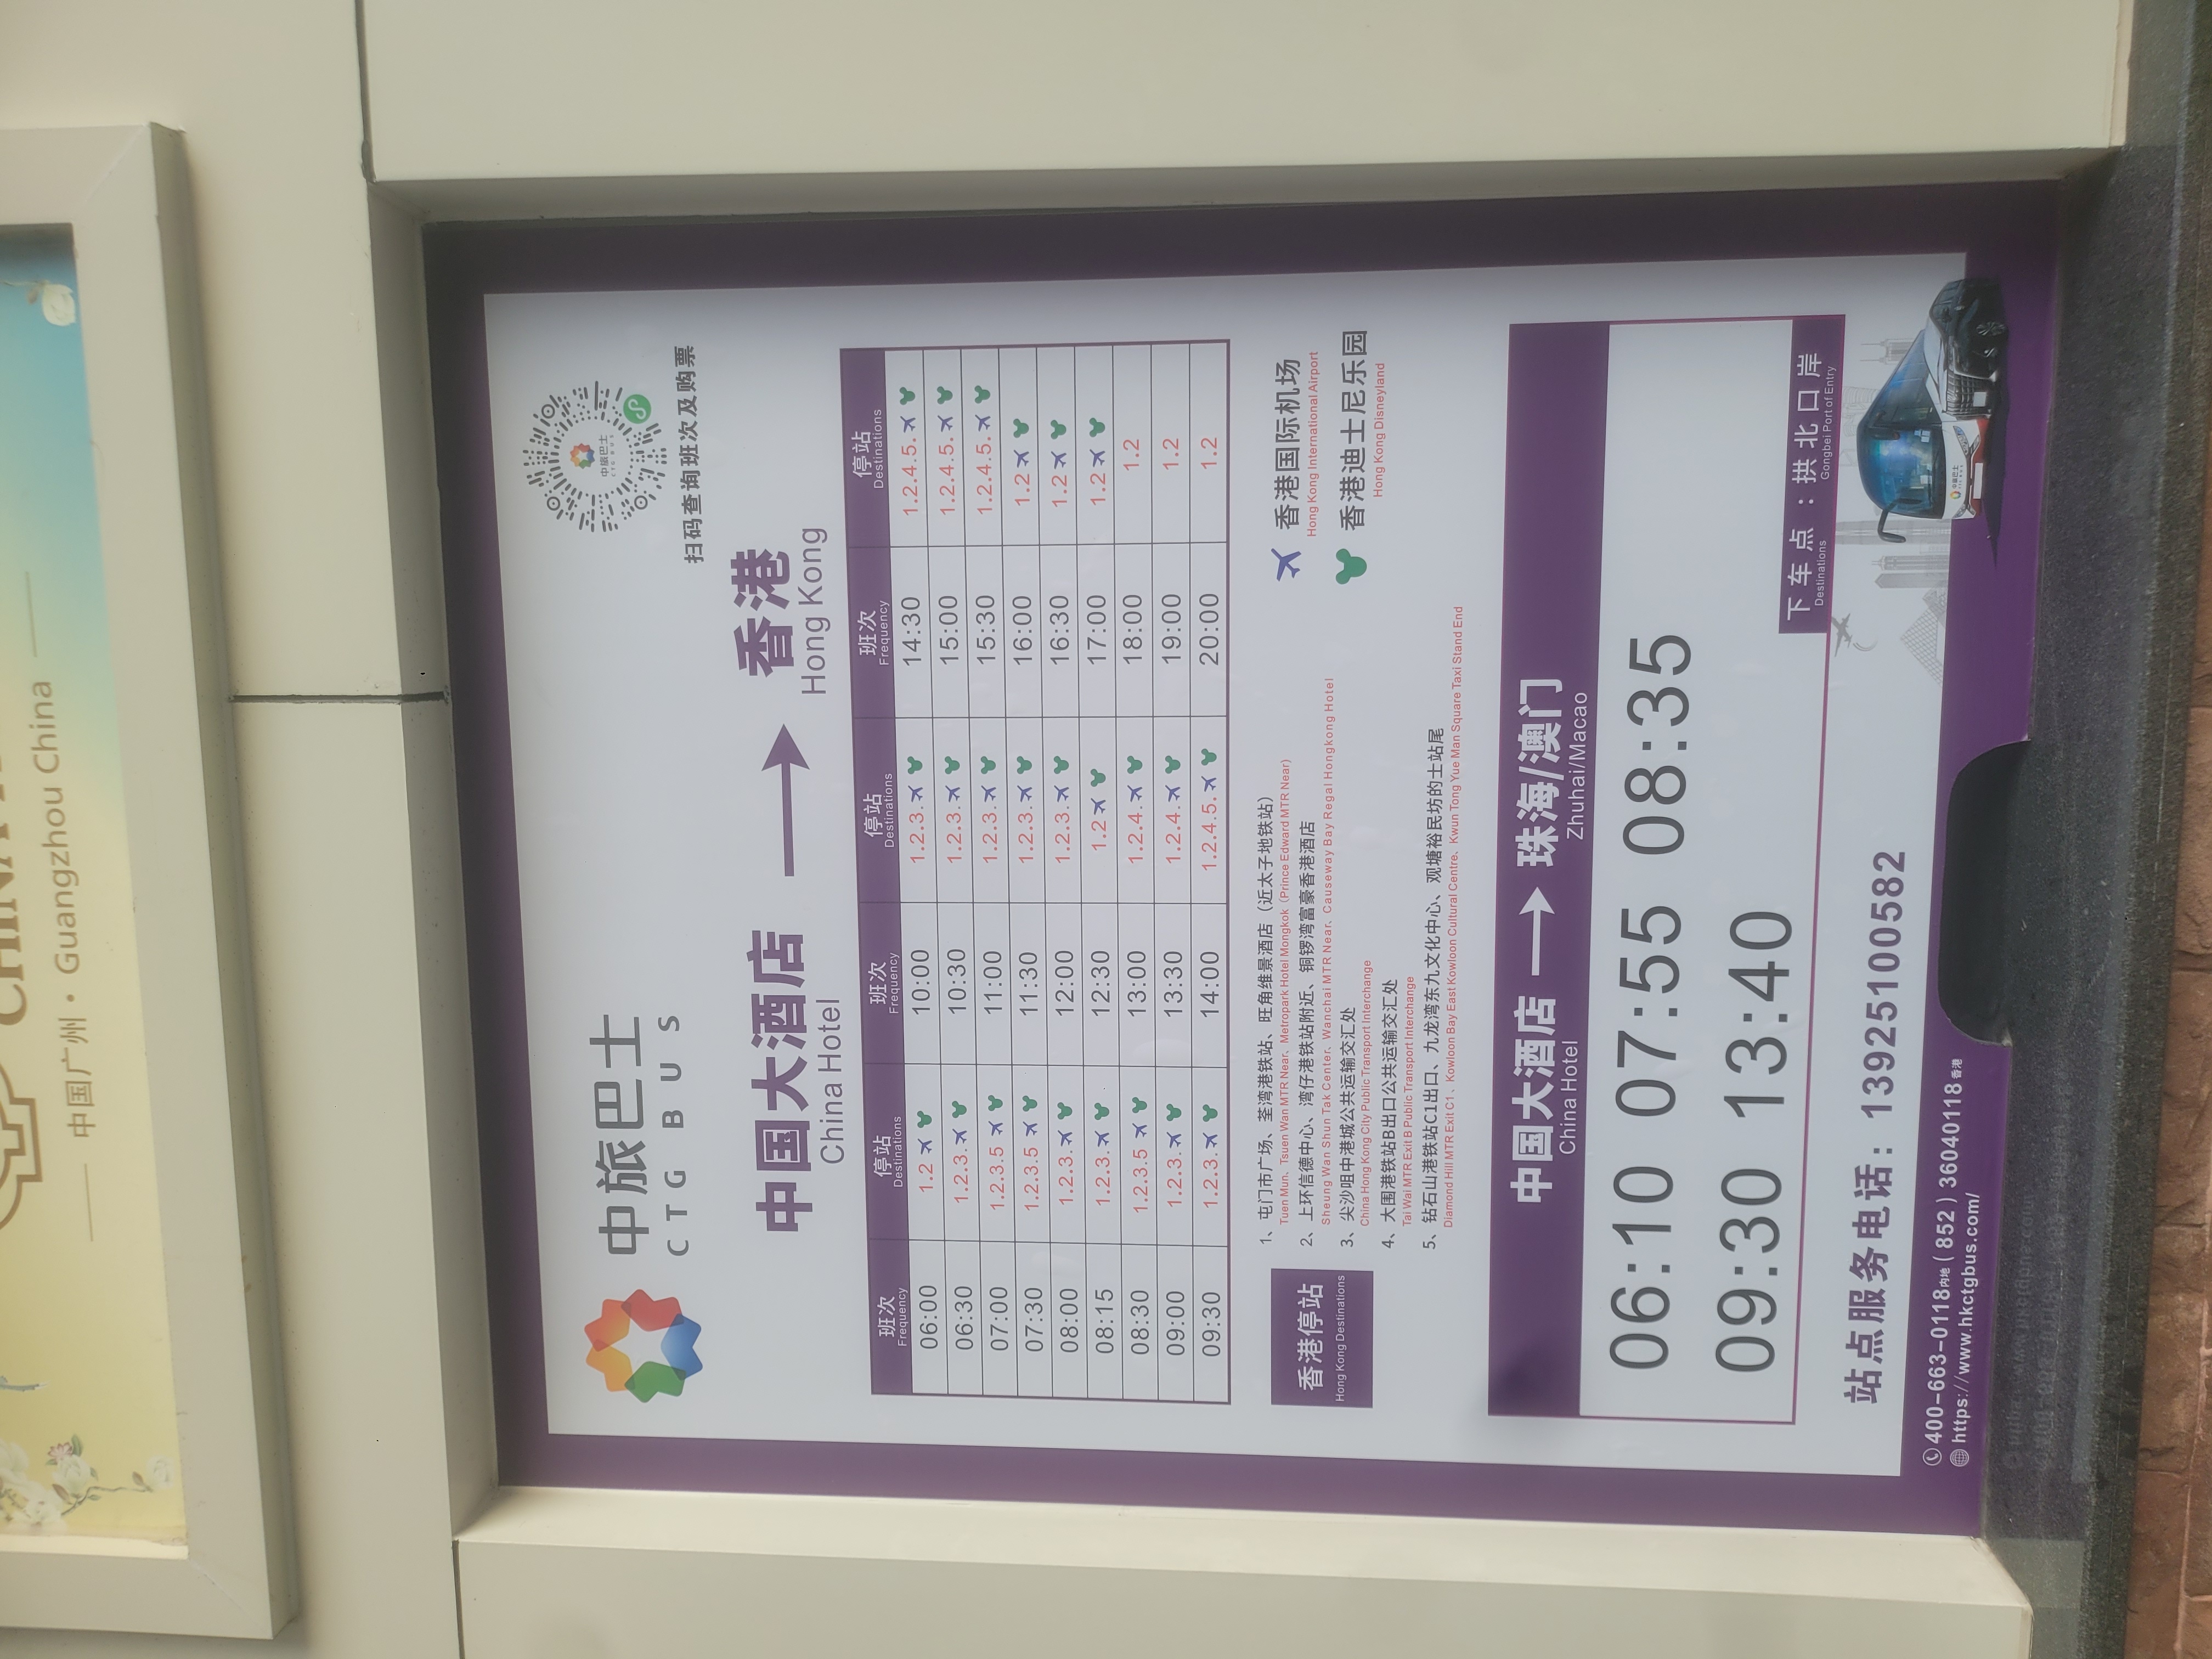 中国广州 · Guangzhou China
中旅巴士
CTG BUS
中旅巴士
扫码查询班次及购票
中国大酒店 香港
China Hotel Hong Kong
班次 停站 班次 停站 班次 停站
Frequency Destinations Frequency Destinations Frequency Destinations
06:00 1.2 10:00 1.2.3. 14:30 1.2.4.5.
06:30 1.2.3. 10:30 1.2.3. 15:00 1.2.4.5.
07:00 1.2.3.5 11:00 1.2.3. 15:30 1.2.4.5.
07:30 1.2.3.5 11:30 1.2.3. 16:00 1.2
08:00 1.2.3. 12:00 1.2.3. 16:30 1.2
08:15 1.2.3. 12:30 1.2 17:00 1.2
08:30 1.2.3.5 13:00 1.2.4. 18:00 1.2
09:00 1.2.3. 13:30 1.2.4. 19:00 1.2
09:30 1.2.3. 14:00 1.2.4.5. 20:00 1.2
香港停站
Hong Kong Destinations
1、屯门市广场、荃湾港铁站、旺角维景酒店（近太子地铁站）
Tuen Mun、Tsuen Wan MTR Near、Metropark Hotel Mongkok（Prince Edward MTR Near）
2、上环信德中心、湾仔港铁站附近、铜锣湾富豪香港酒店
Sheung Wan Shun Tak Center、Wanchai MTR Near、Causeway Bay Regal Hongkong Hotel
3、尖沙咀中港城公共运输交汇处
China Hong Kong City Public Transport Interchange
4、大围港铁站B出口公共运输交汇处
Tai Wai MTR Exit B Public Transport Interchange
5、钻石山港铁站C1出口、九龙湾东九文化中心、观塘裕民坊的士站尾
Diamond Hill MTR Exit C1、Kowloon Bay East Kowloon Cultural Centre、Kwun Tong Yue Man Square Taxi Stand End
香港国际机场
Hong Kong International Airport
香港迪士尼乐园
Hong Kong Disneyland
中国大酒店 珠海/澳门
China Hotel Zhuhai/Macao
06:10 07:55 08:35
09:30 13:40
下车点：拱北口岸
Destinations Gongbei Port of Entry
站点服务电话：13925100582
400-663-0118内地（852）36040118香港
https://www.hkctgbus.com/